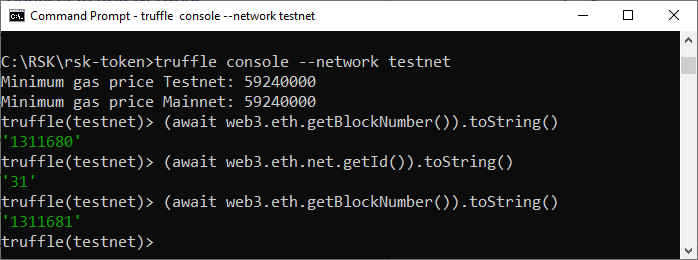 Command Prompt - truffle  console --network testnet
C:\RSK\rsk-token>truffle console --network testnet
Minimum gas price Testnet: 59240000
Minimum gas price Mainnet: 59240000
truffle(testnet)> (await web3.eth.getBlockNumber()).toString()
'1311680'
truffle(testnet)> (await web3.eth.net.getId()).toString()
'31'
truffle(testnet)> (await web3.eth.getBlockNumber()).toString()
'1311681'
truffle(testnet)>